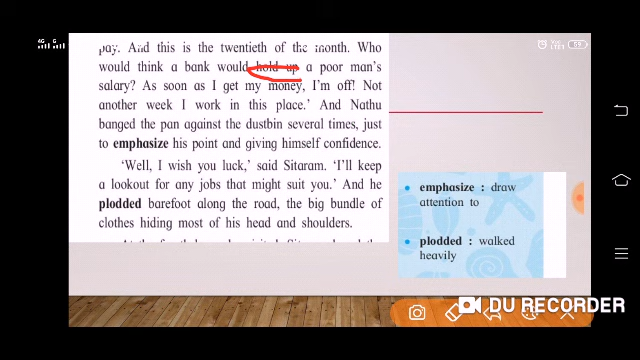 pay. And this is the twentieth of the month. Who
would think a bank would hold up a poor man's
salary? As soon as I get my money, I'm off! Not
another week I work in this place.' And Nathu
banged the pan against the dustbin several times, just
to emphasize his point and giving himself confidence.
'Well, I wish you luck,' said Sitaram. 'I'll keep
a lookout for any jobs that might suit you.' And he
plodded barefoot along the road, the big bundle of
clothes hiding most of his head and shoulders.
emphasize : draw
attention to
plodded : walked
heavily
DU RECORDER